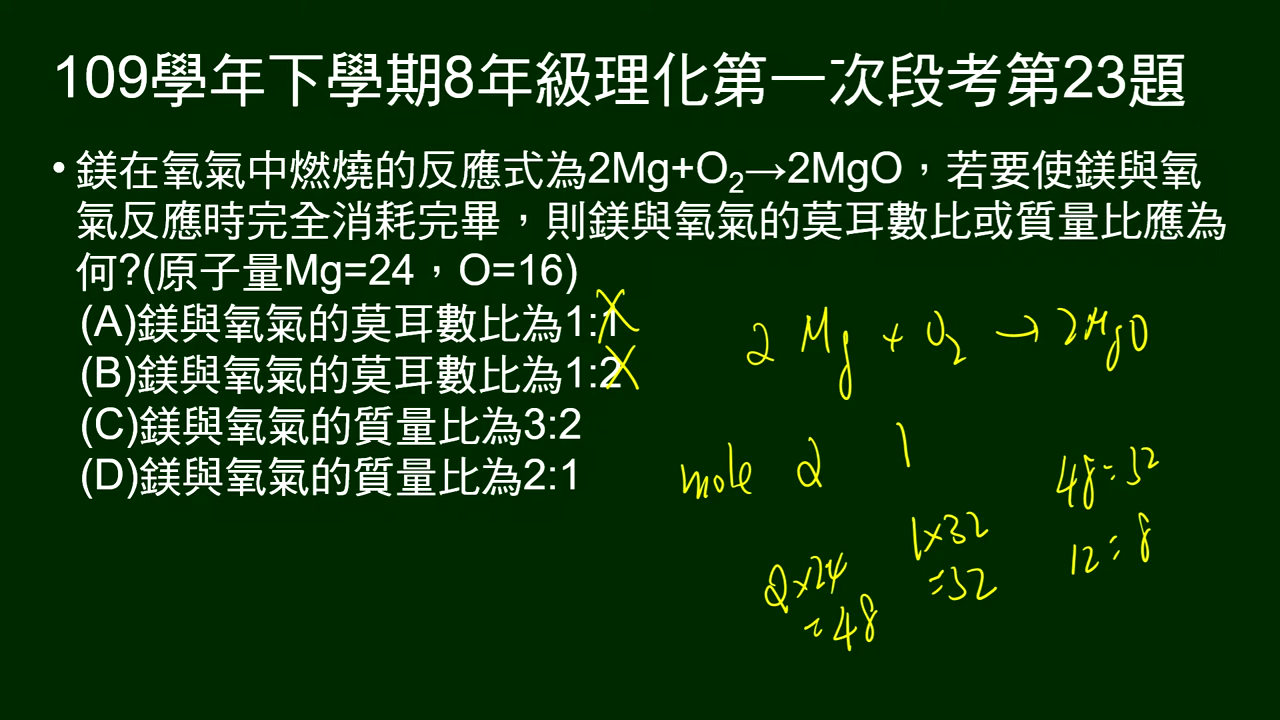 109學年下學期8年級理化第一次段考第23題
• 鎂在氧氣中燃燒的反應式為2Mg+O₂→2MgO，若要使鎂與氧
氣反應時完全消耗完畢，則鎂與氧氣的莫耳數比或質量比應為
何?(原子量Mg=24，O=16)
(A)鎂與氧氣的莫耳數比為1:1
(B)鎂與氧氣的莫耳數比為1:2
(C)鎂與氧氣的質量比為3:2
(D)鎂與氧氣的質量比為2:1
2 Mg + O₂ → 2MgO
mole 2 1
2×24
=48
1×32
=32
48:32
12:8